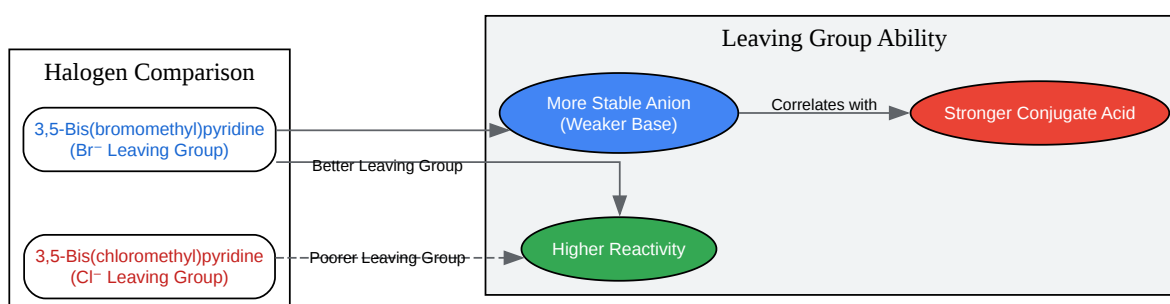 Leaving Group Ability
Halogen Comparison
3,5-Bis(bromomethyl)pyridine
(Br⁻ Leaving Group)
More Stable Anion
(Weaker Base)
Correlates with
Stronger Conjugate Acid
Better Leaving Group
3,5-Bis(chloromethyl)pyridine
(Cl⁻ Leaving Group)
Poorer Leaving Group
Higher Reactivity